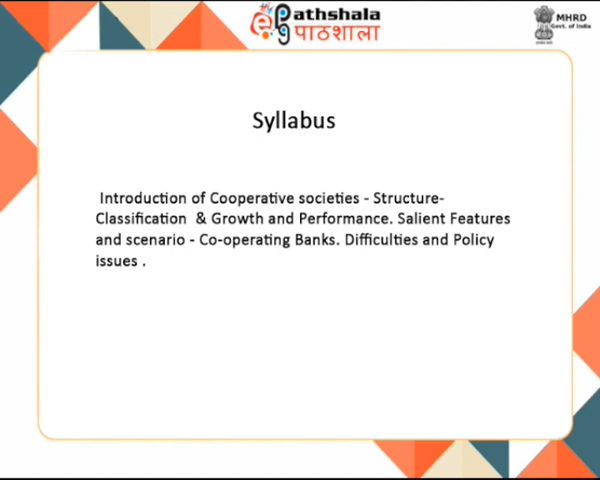 ePG Pathshala
पाठशाला
MHRD
Govt. of India
Syllabus
Introduction of Cooperative societies - Structure-
Classification & Growth and Performance. Salient Features
and scenario - Co-operating Banks. Difficulties and Policy
issues .